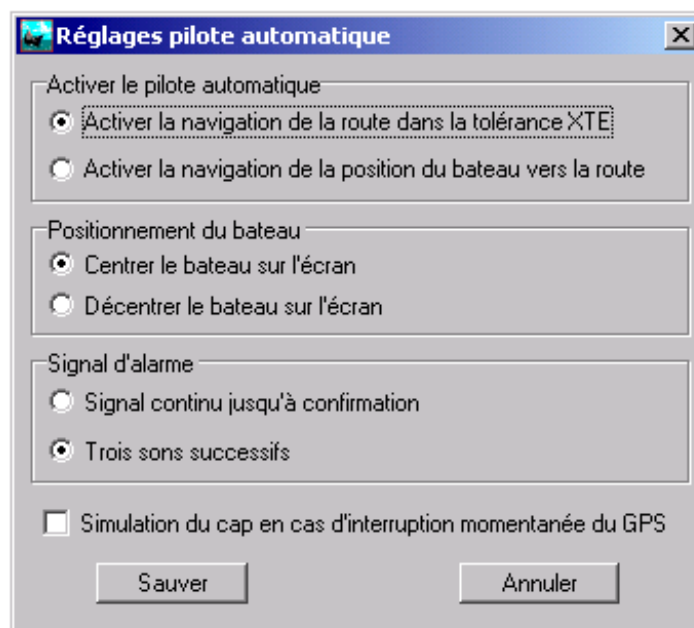 Réglages pilote automatique
Activer le pilote automatique
Activer la navigation de la route dans la tolérance XTE
Activer la navigation de la position du bateau vers la route
Positionnement du bateau
Centrer le bateau sur l'écran
Décentrer le bateau sur l'écran
Signal d'alarme
Signal continu jusqu'à confirmation
Trois sons successifs
Simulation du cap en cas d'interruption momentanée du GPS
Sauver
Annuler